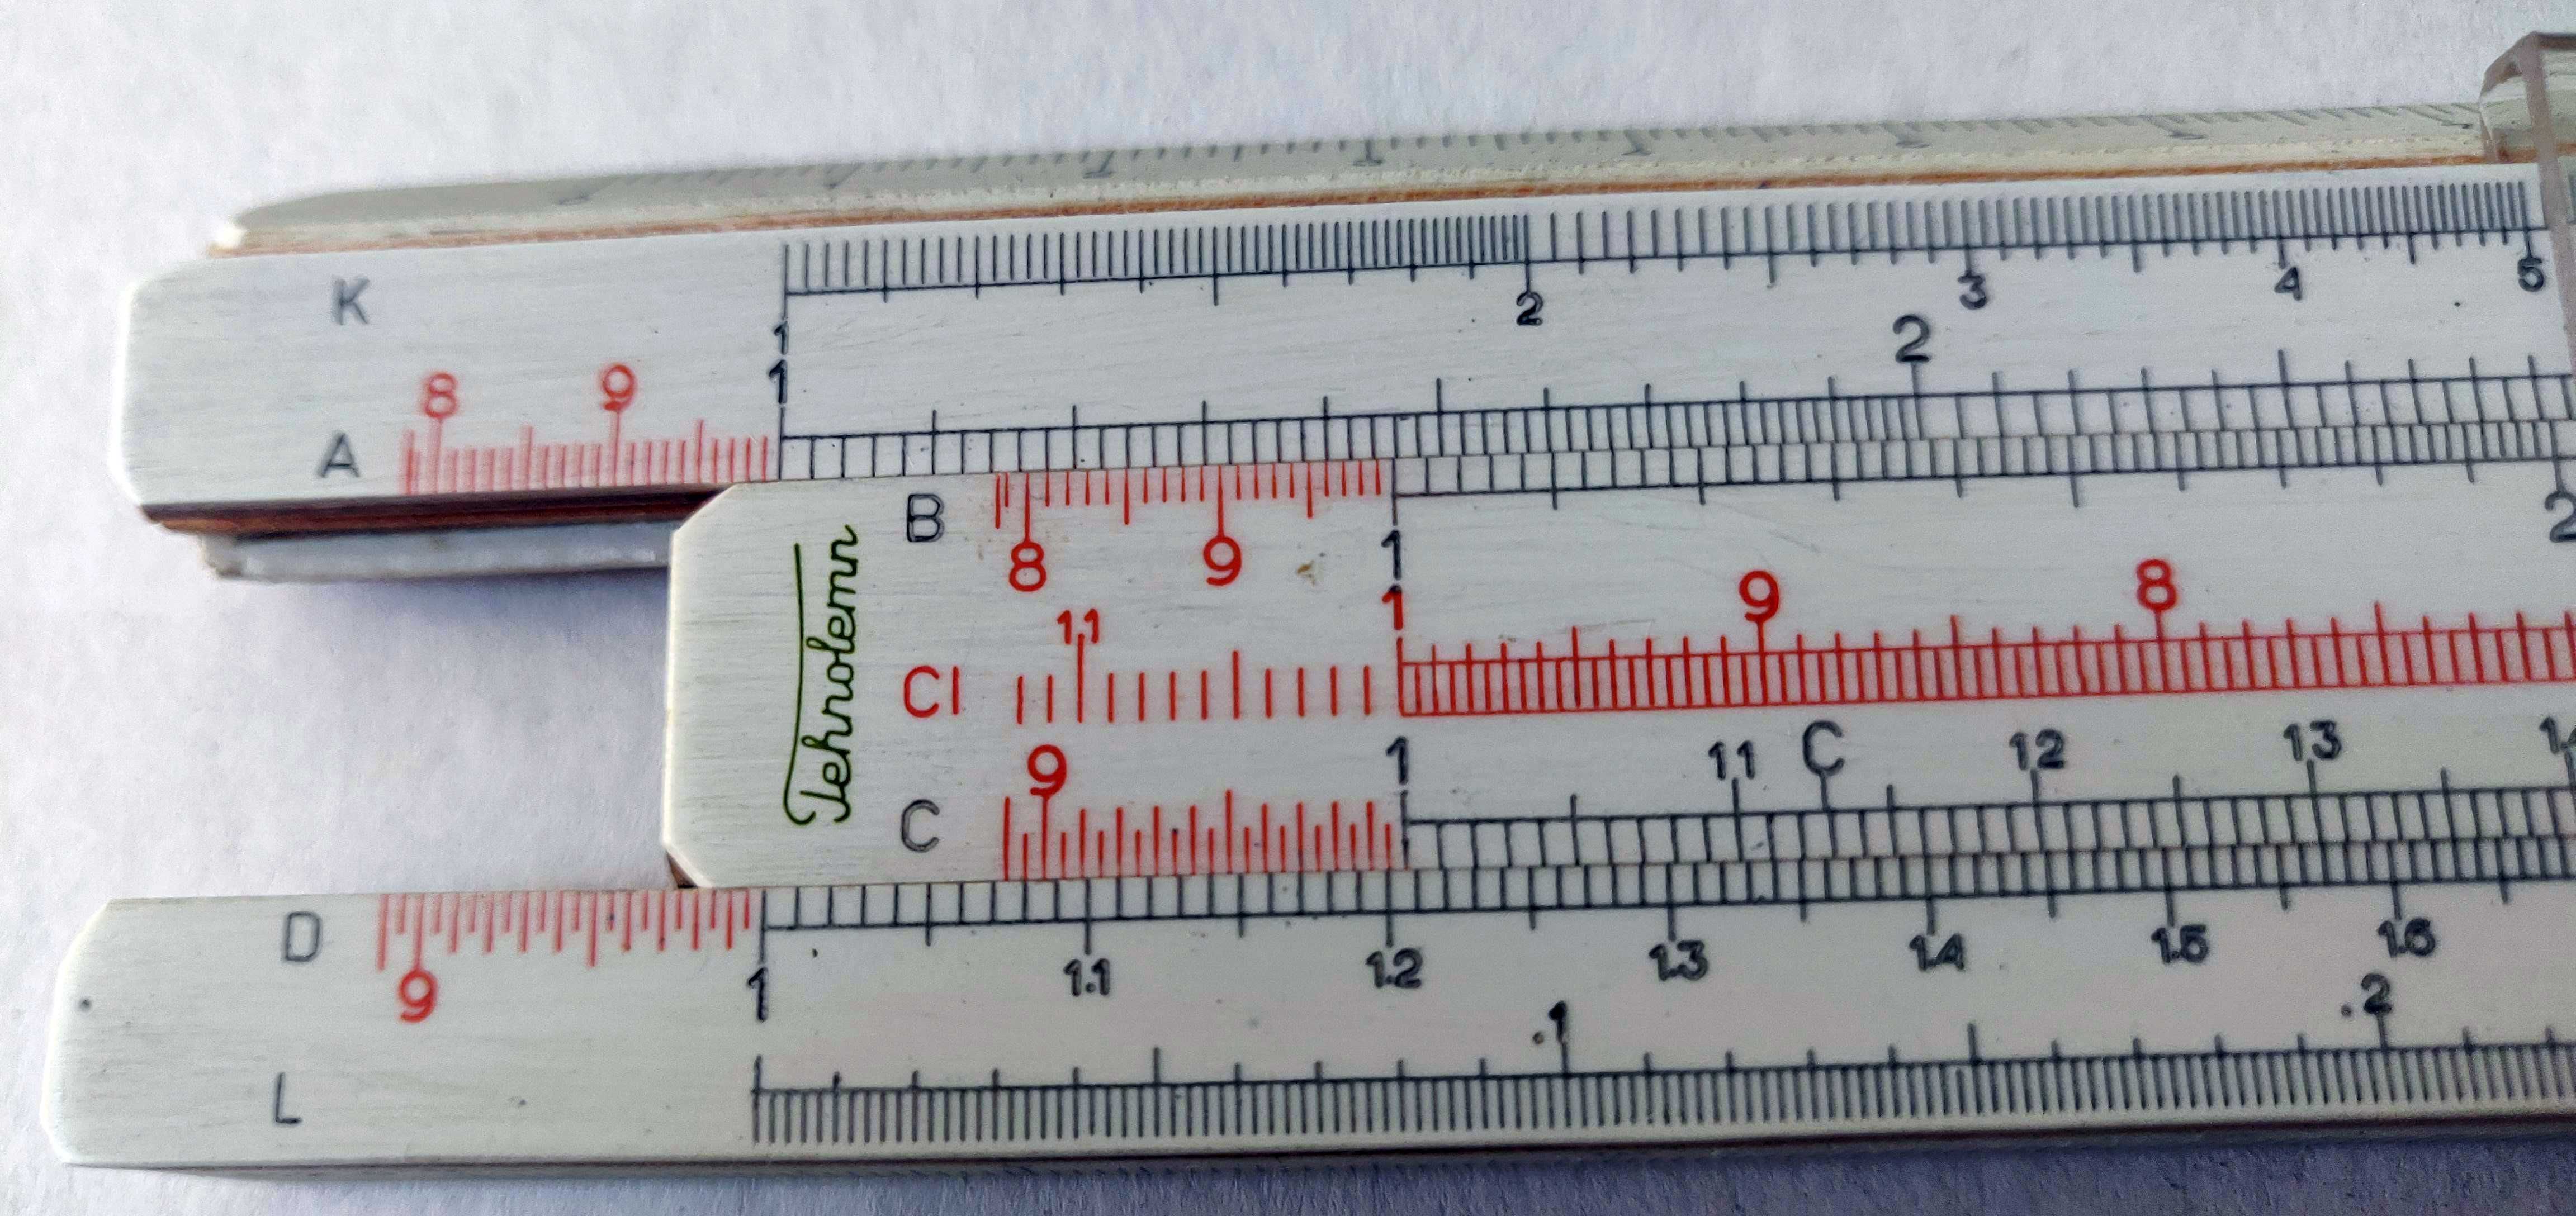 K
1 2 3 4 5
8 9 1 2
A
B
8 9 1 2
Tehnolemn
CI
1.1 1 9 8
C
9 1 1.1 C 1.2 1.3 1.4
D
9 1 1.1 1.2 1.3 1.4 1.5 1.6
L
.1 .2